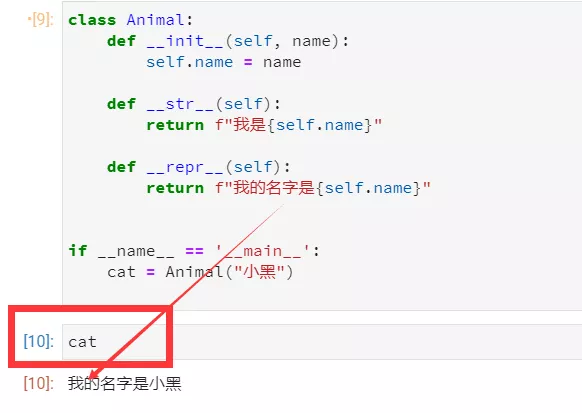 [9]: class Animal:
def __init__(self, name):
self.name = name
def __str__(self):
return f"我是{self.name}"
def __repr__(self):
return f"我的名字是{self.name}"
if __name__ == '__main__':
cat = Animal("小黑")
[10]: cat
[10]: 我的名字是小黑